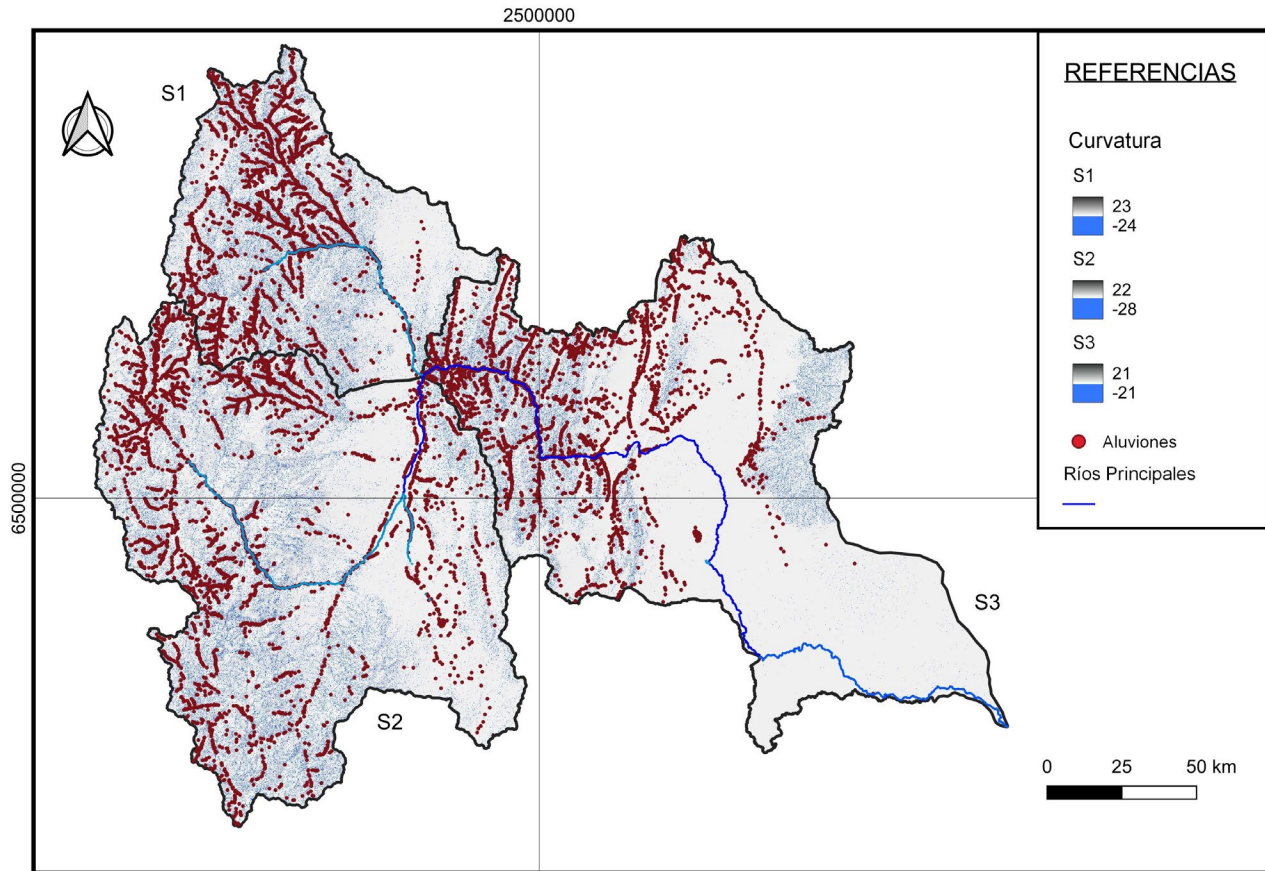 2500000
S1
6500000
S2
S3
REFERENCIAS
Curvatura
S1
23
-24
S2
22
-28
S3
21
-21
Aluviones
Ríos Principales
0 25 50 km